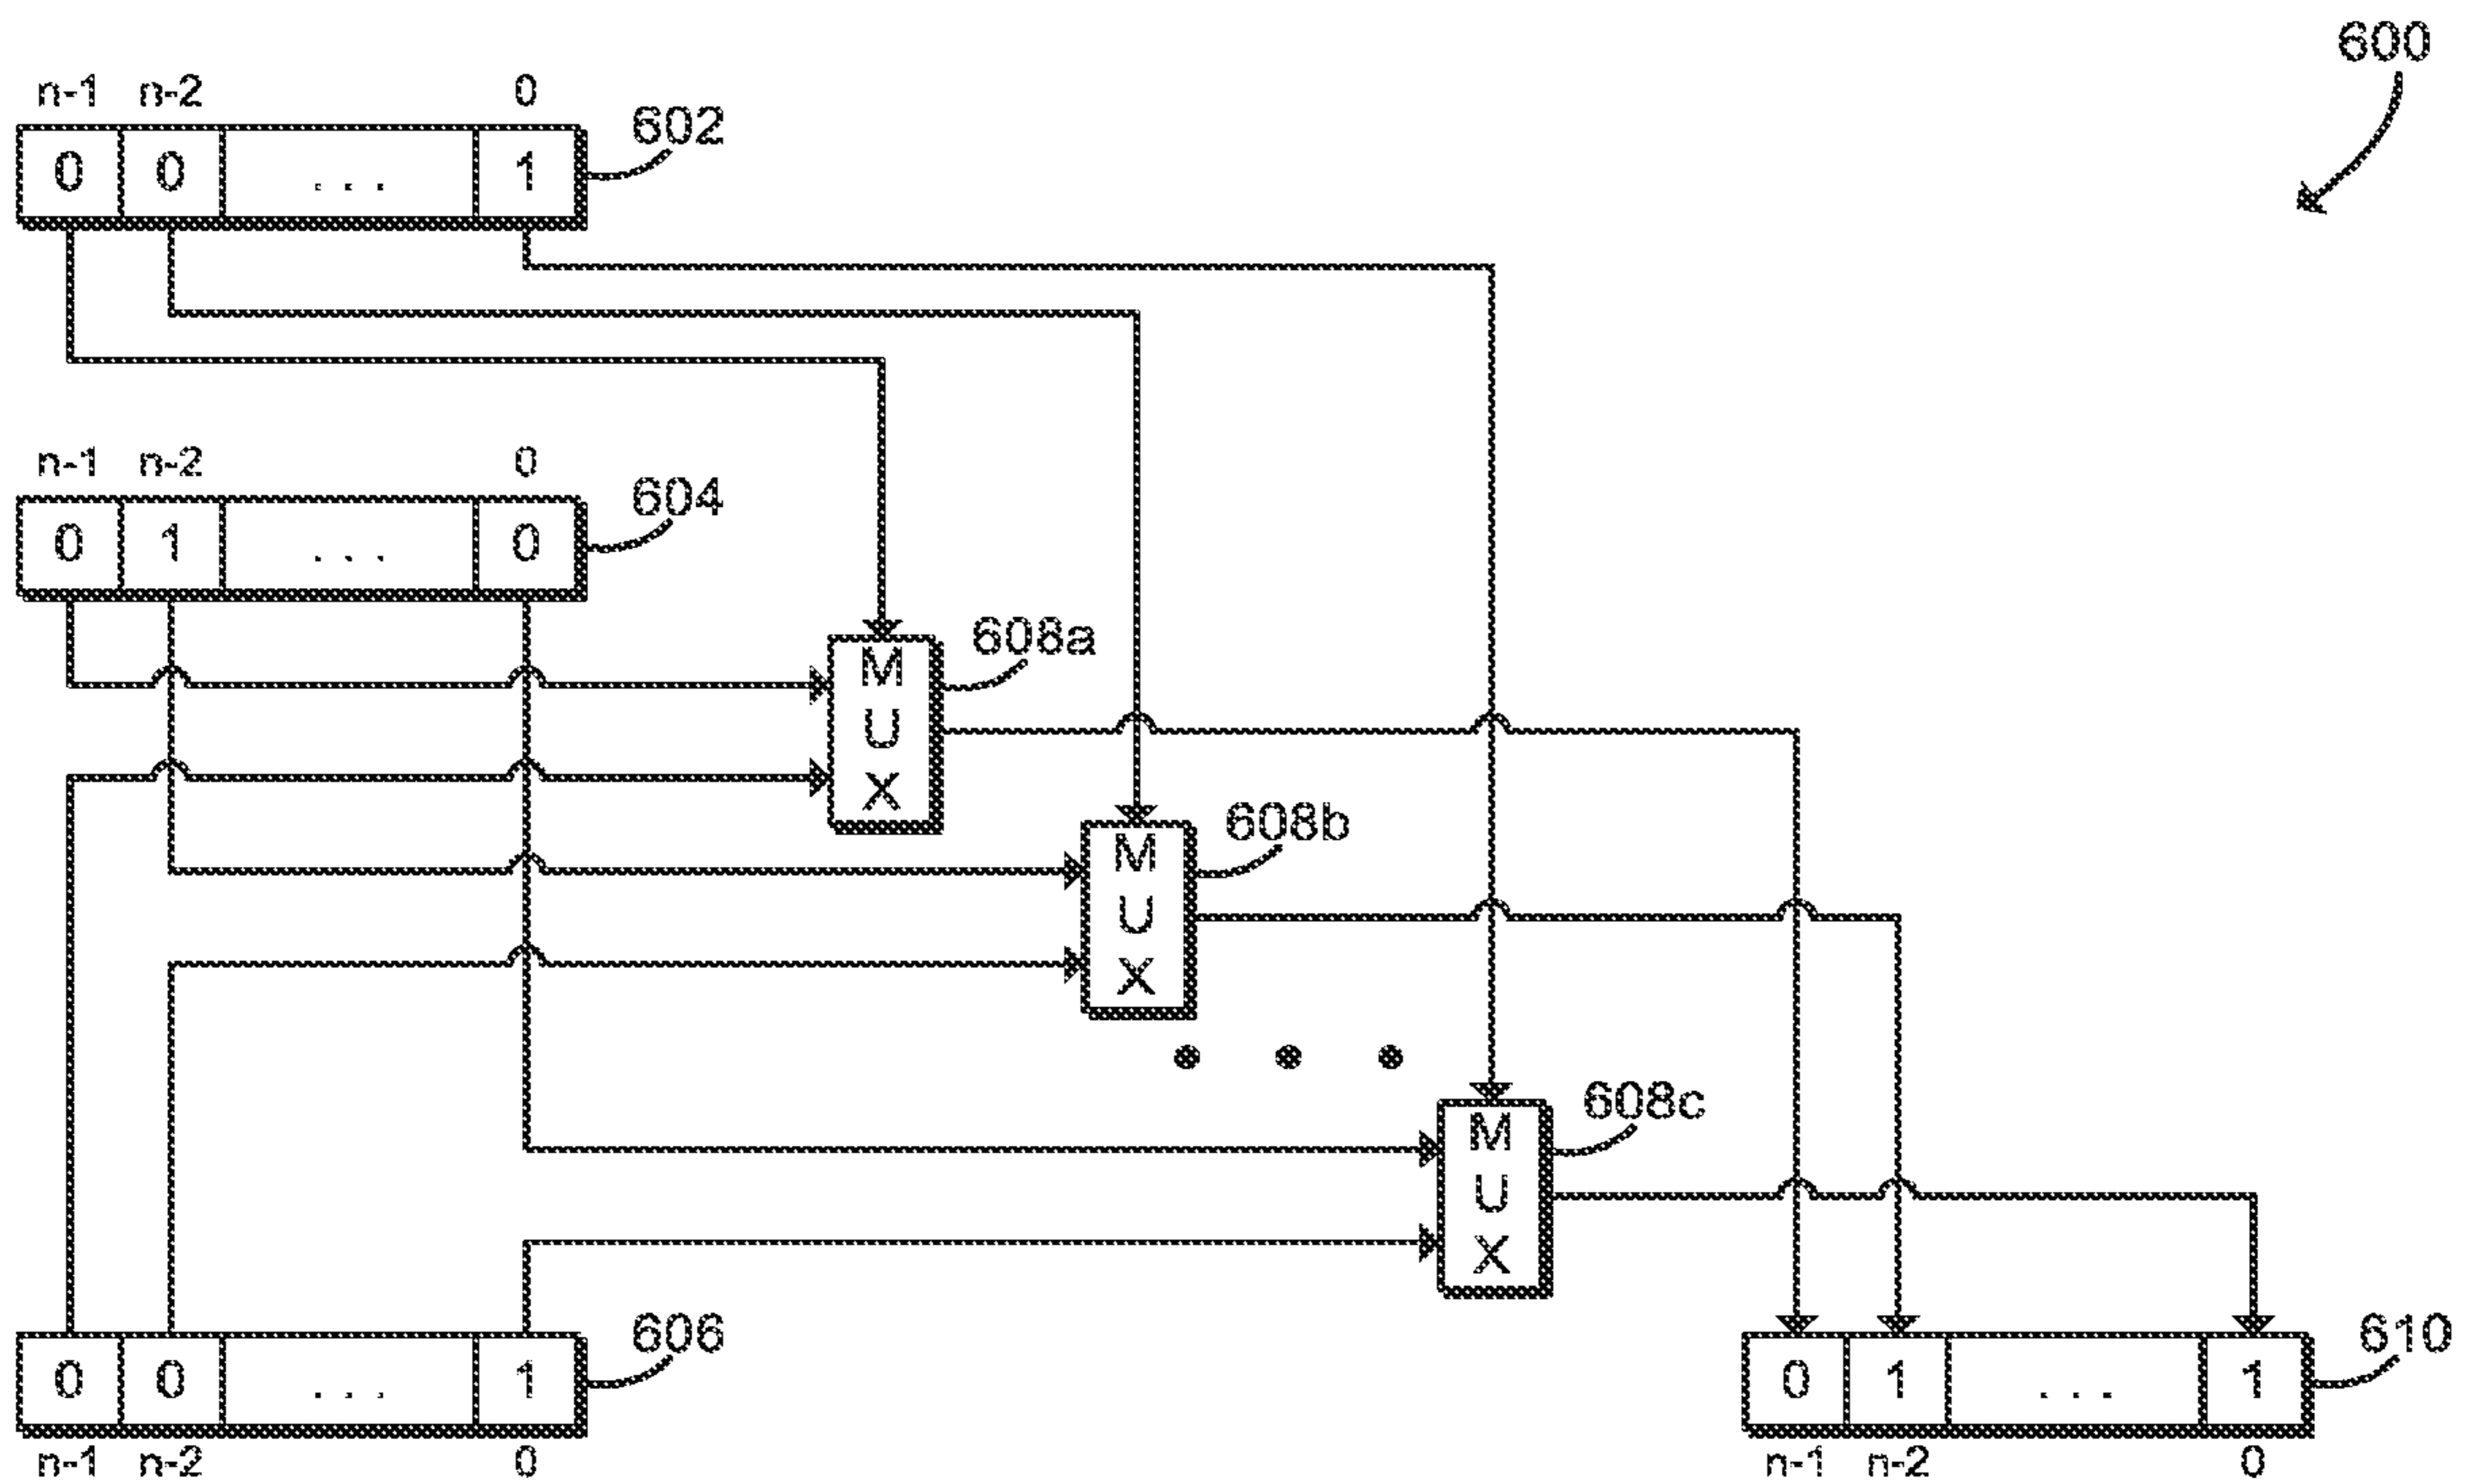 600
n-1 n-2 0
602
0 0 . . . 1
n-1 n-2 0
604
0 1 . . . 0
608a
M
U
X
608b
M
U
X
608c
M
U
X
606
0 0 . . . 1
n-1 n-2 0
610
0 1 . . . 1
n-1 n-2 0